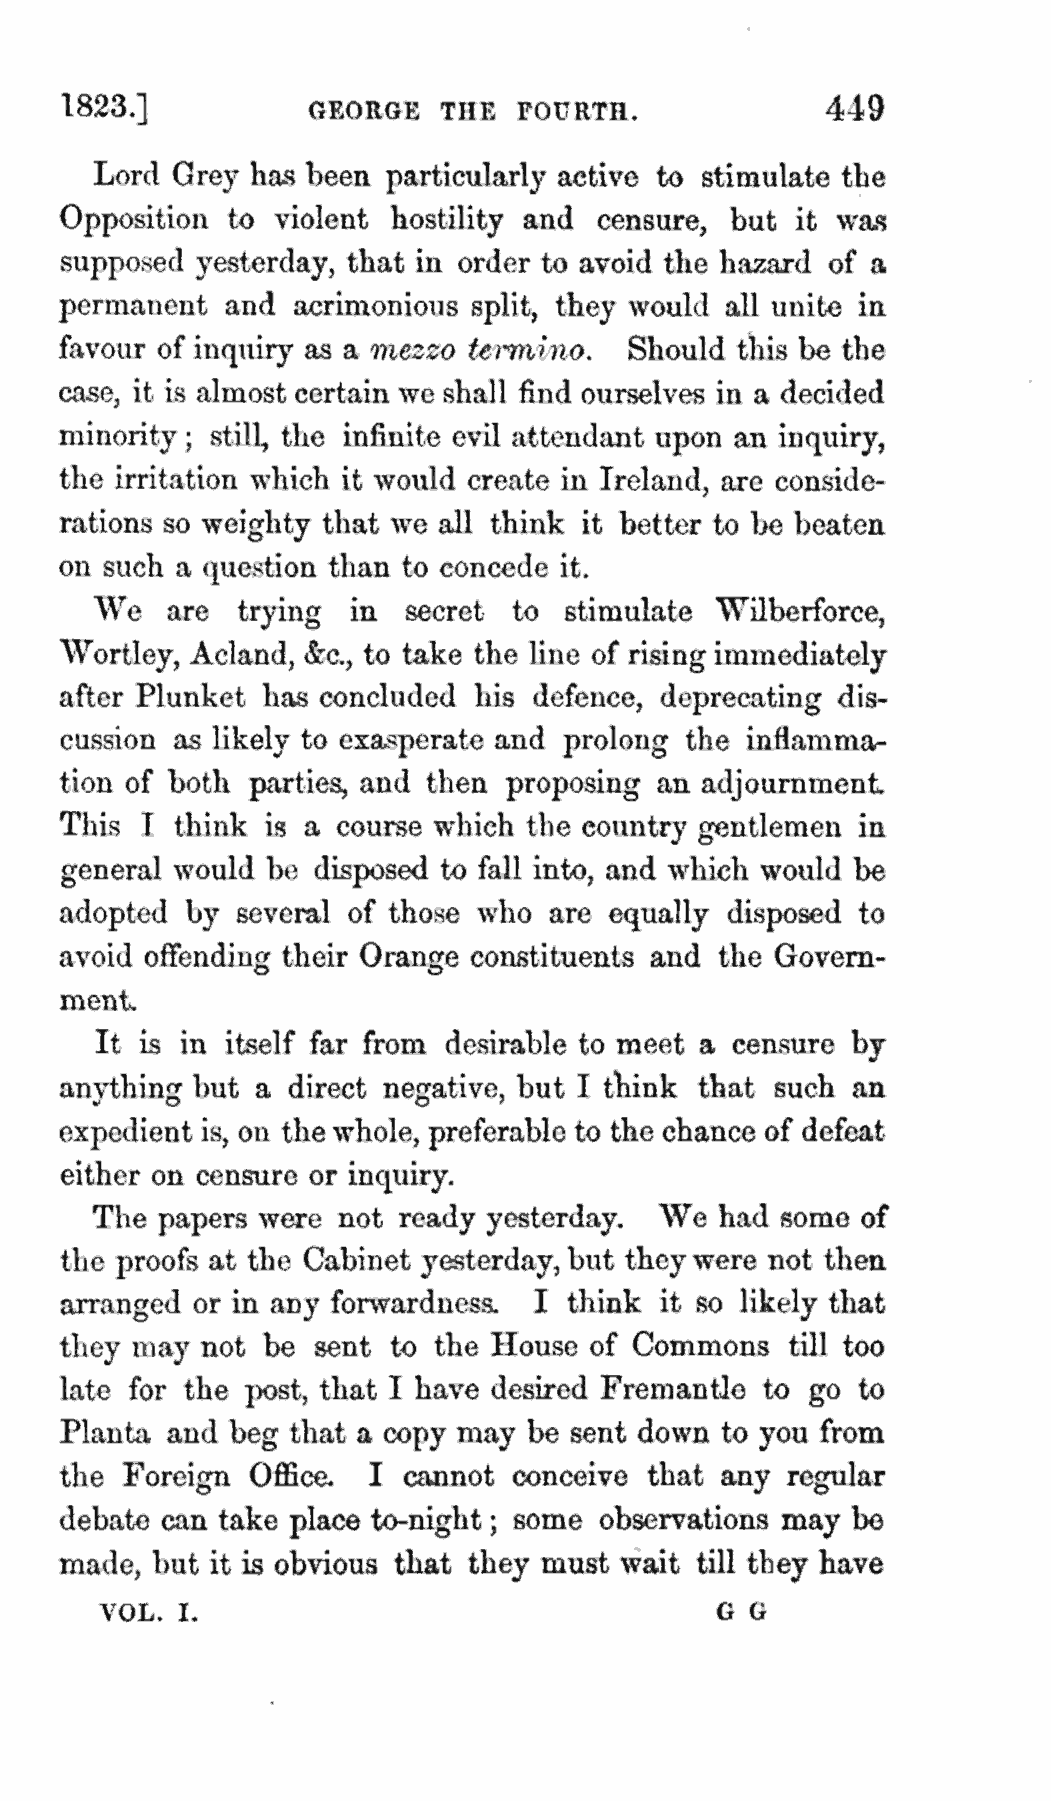 1823.] GEORGE THE FOURTH. 449
Lord Grey has been particularly active to stimulate the
Opposition to violent hostility and censure, but it was
supposed yesterday, that in order to avoid the hazard of a
permanent and acrimonious split, they would all unite in
favour of inquiry as a mezzo termino. Should this be the
case, it is almost certain we shall find ourselves in a decided
minority; still, the infinite evil attendant upon an inquiry,
the irritation which it would create in Ireland, are conside-
rations so weighty that we all think it better to be beaten
on such a question than to concede it.
We are trying in secret to stimulate Wilberforce,
Wortley, Acland, &c., to take the line of rising immediately
after Plunket has concluded his defence, deprecating dis-
cussion as likely to exasperate and prolong the inflamma-
tion of both parties, and then proposing an adjournment.
This I think is a course which the country gentlemen in
general would be disposed to fall into, and which would be
adopted by several of those who are equally disposed to
avoid offending their Orange constituents and the Govern-
ment.
It is in itself far from desirable to meet a censure by
anything but a direct negative, but I think that such an
expedient is, on the whole, preferable to the chance of defeat
either on censure or inquiry.
The papers were not ready yesterday. We had some of
the proofs at the Cabinet yesterday, but they were not then
arranged or in any forwardness. I think it so likely that
they may not be sent to the House of Commons till too
late for the post, that I have desired Fremantle to go to
Planta and beg that a copy may be sent down to you from
the Foreign Office. I cannot conceive that any regular
debate can take place to-night; some observations may be
made, but it is obvious that they must wait till they have
VOL. I. G G